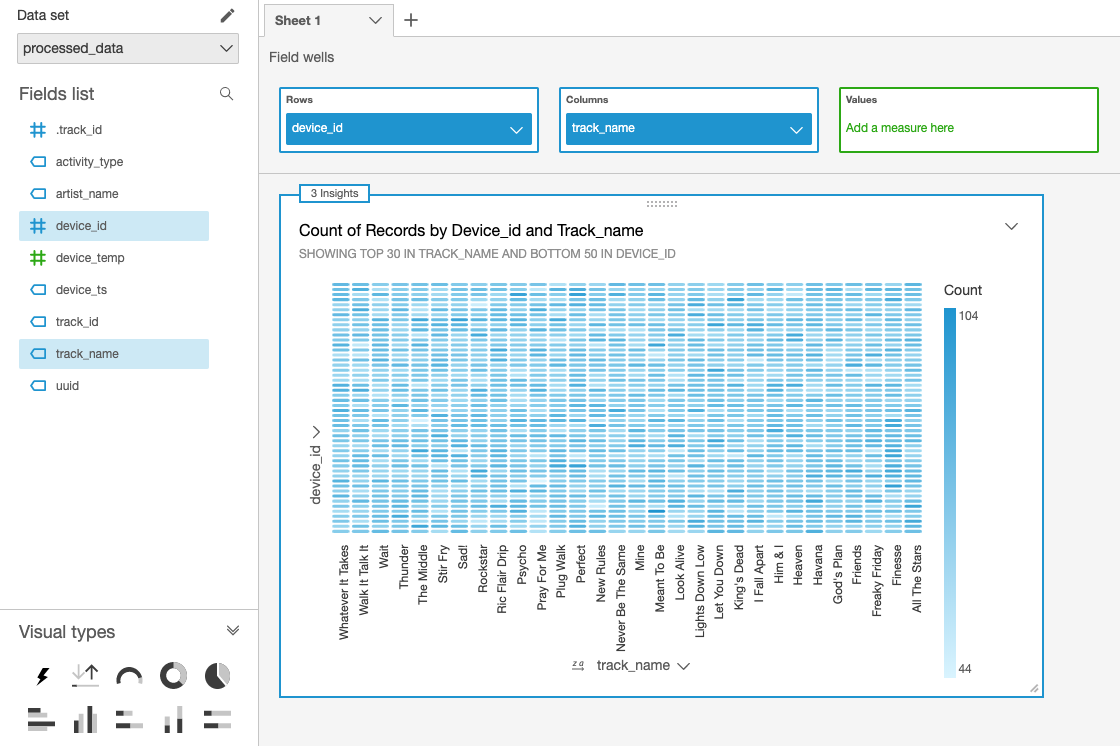 Data set
processed_data
Fields list
.track_id
activity_type
artist_name
device_id
device_temp
device_ts
track_id
track_name
uuid
Visual types
Sheet 1
Field wells
Rows
device_id
Columns
track_name
Values
Add a measure here
3 Insights
Count of Records by Device_id and Track_name
SHOWING TOP 30 IN TRACK_NAME AND BOTTOM 50 IN DEVICE_ID
device_id
Whatever It Takes
Walk It Talk It
Wait
Thunder
The Middle
Stir Fry
Sad!
Rockstar
Ric Flair Drip
Psycho
Pray For Me
Plug Walk
Perfect
New Rules
Never Be The Same
Mine
Meant To Be
Look Alive
Lights Down Low
Let You Down
King's Dead
I Fall Apart
Him & I
Heaven
Havana
God's Plan
Friends
Freaky Friday
Finesse
All The Stars
track_name
Count
104
44